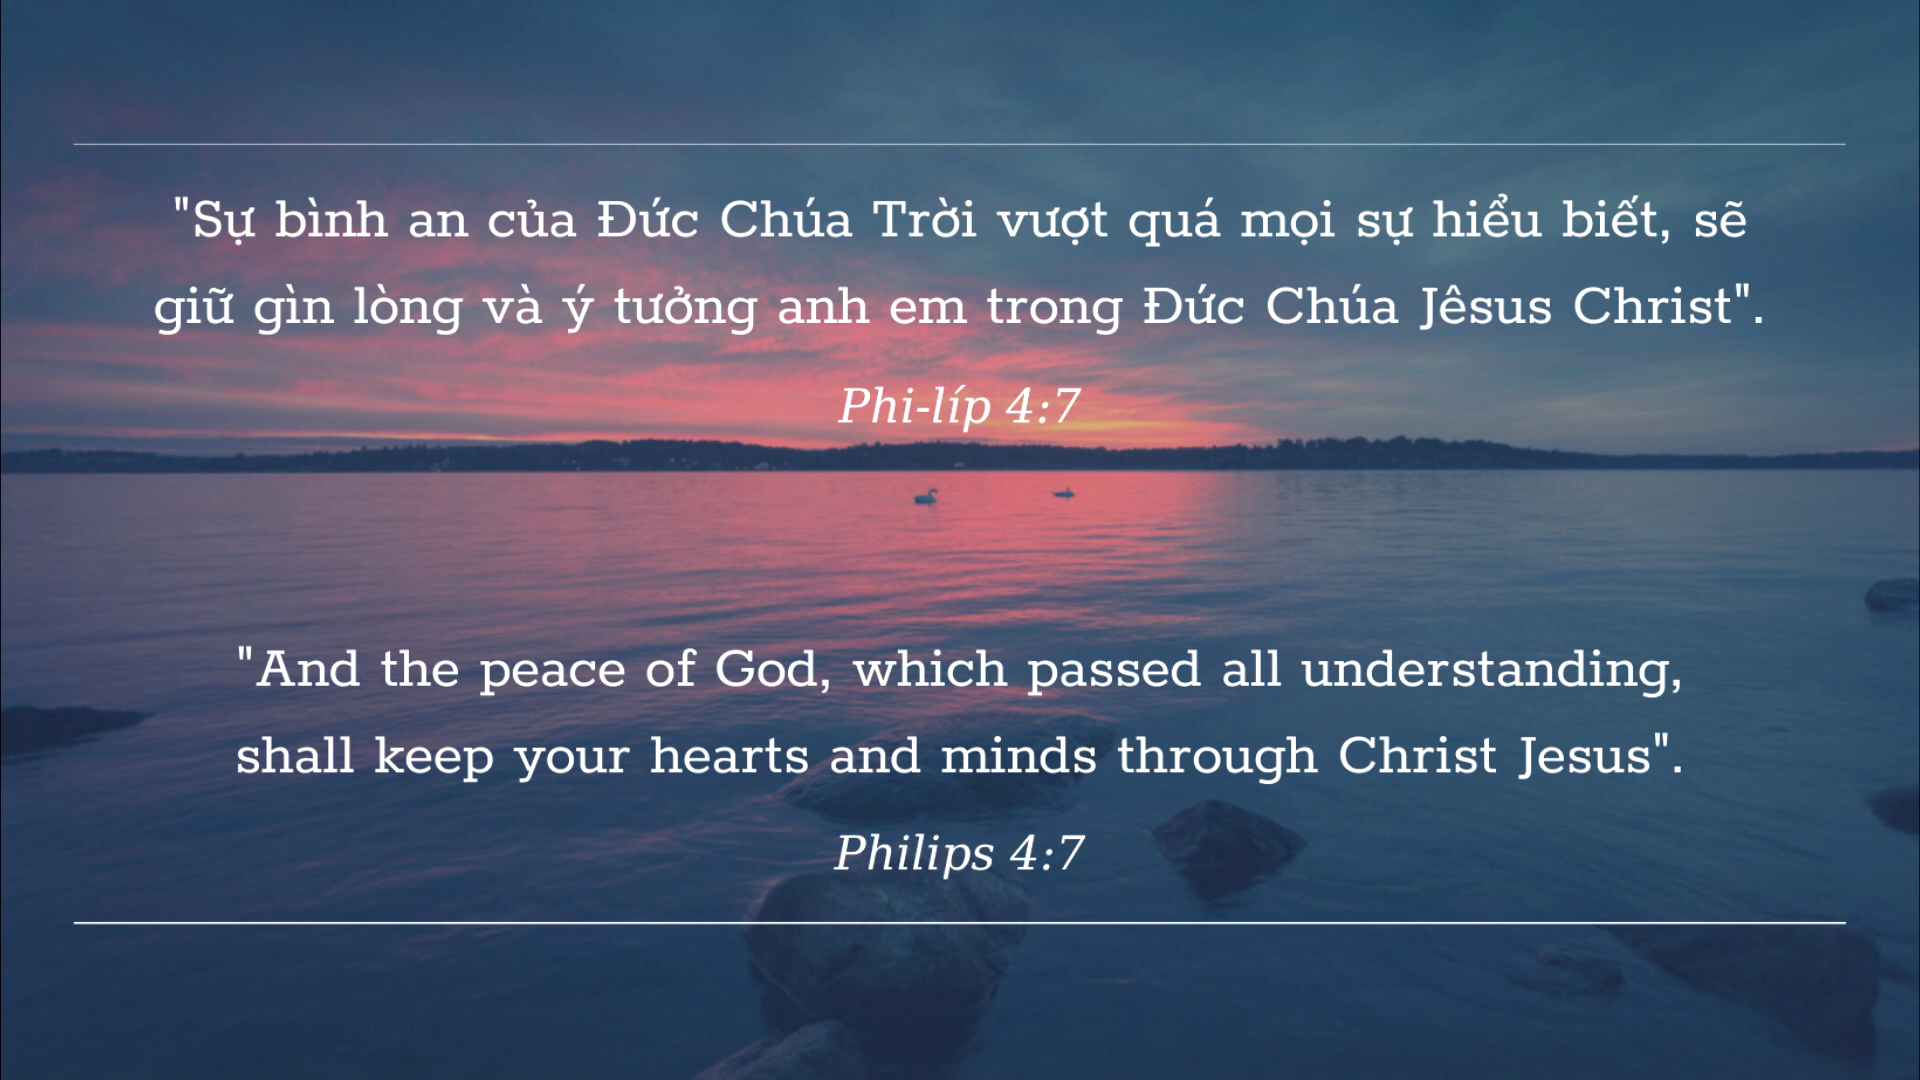 "Sự bình an của Đức Chúa Trời vượt quá mọi sự hiểu biết, sẽ
giữ gìn lòng và ý tưởng anh em trong Đức Chúa Jêsus Christ".
Phi-líp 4:7
"And the peace of God, which passed all understanding,
shall keep your hearts and minds through Christ Jesus".
Philips 4:7